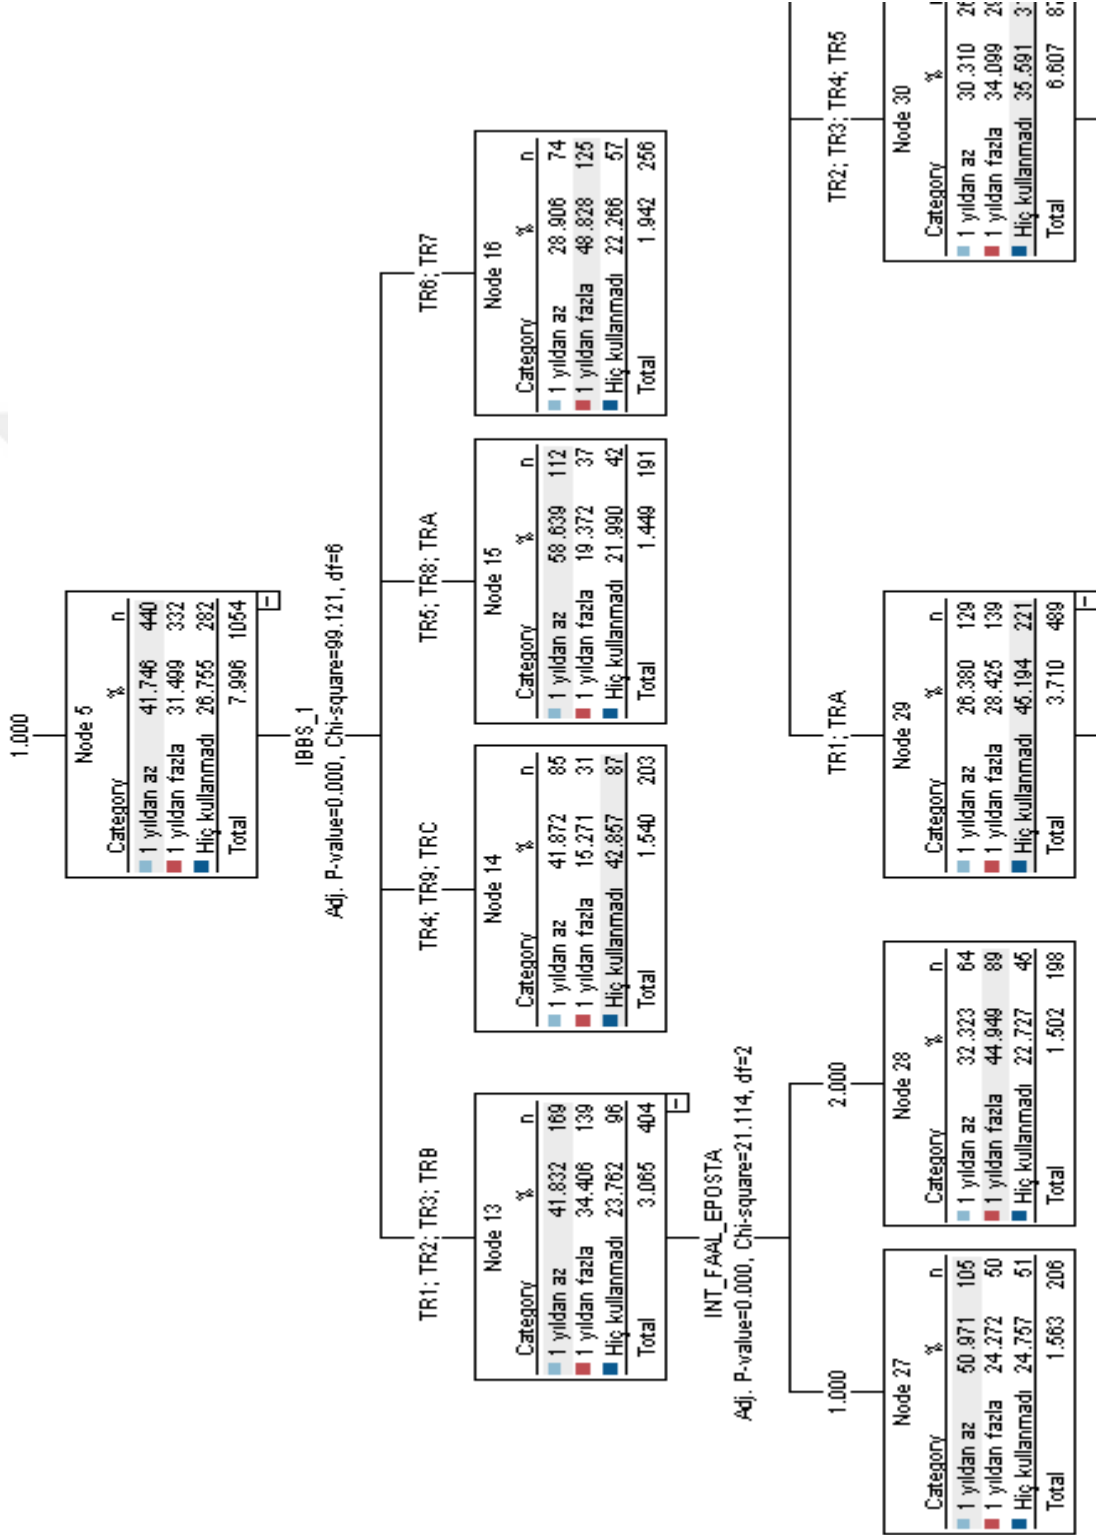 1.000
Node 5
Category % n
1 yıldan az 41.746 440
1 yıldan fazla 31.499 332
Hiç kullanmadı 26.755 282
Total 7.996 1054
IBBS_1
Adj. P-value=0.000, Chi-square=99.121, df=6
TR1; TR2; TR3; TRB
Node 13
Category % n
1 yıldan az 41.832 169
1 yıldan fazla 34.406 139
Hiç kullanmadı 23.762 96
Total 3.065 404
TR4; TR9; TRC
Node 14
Category % n
1 yıldan az 41.872 85
1 yıldan fazla 15.271 31
Hiç kullanmadı 42.857 87
Total 1.540 203
TR5; TR8; TRA
Node 15
Category % n
1 yıldan az 58.639 112
1 yıldan fazla 19.372 37
Hiç kullanmadı 21.990 42
Total 1.449 191
TR6; TR7
Node 16
Category % n
1 yıldan az 28.906 74
1 yıldan fazla 48.828 125
Hiç kullanmadı 22.266 57
Total 1.942 256
INT_FAAL_EPOSTA
Adj. P-value=0.000, Chi-square=21.114, df=2
1.000
Node 27
Category % n
1 yıldan az 50.971 105
1 yıldan fazla 24.272 50
Hiç kullanmadı 24.757 51
Total 1.563 206
2.000
Node 28
Category % n
1 yıldan az 32.323 64
1 yıldan fazla 44.949 89
Hiç kullanmadı 22.727 45
Total 1.502 198
TR1; TRA
Node 29
Category % n
1 yıldan az 26.380 129
1 yıldan fazla 28.425 139
Hiç kullanmadı 45.194 221
Total 3.710 489
TR2; TR3; TR4; TR5
Node 30
Category %
1 yıldan az 30.310
1 yıldan fazla 34.099
Hiç kullanmadı 35.591
Total 6.607